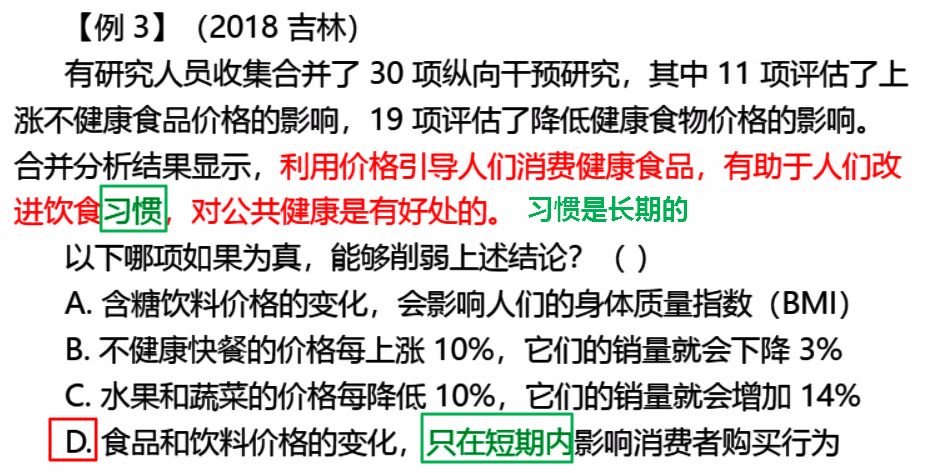 【例 3】（2018 吉林）
有研究人员收集合并了 30 项纵向干预研究，其中 11 项评估了上
涨不健康食品价格的影响，19 项评估了降低健康食物价格的影响。
合并分析结果显示，利用价格引导人们消费健康食品，有助于人们改
进饮食习惯，对公共健康是有好处的。 习惯是长期的
以下哪项如果为真，能够削弱上述结论？（ ）
A. 含糖饮料价格的变化，会影响人们的身体质量指数（BMI）
B. 不健康快餐的价格每上涨 10%，它们的销量就会下降 3%
C. 水果和蔬菜的价格每降低 10%，它们的销量就会增加 14%
D. 食品和饮料价格的变化，只在短期内影响消费者购买行为